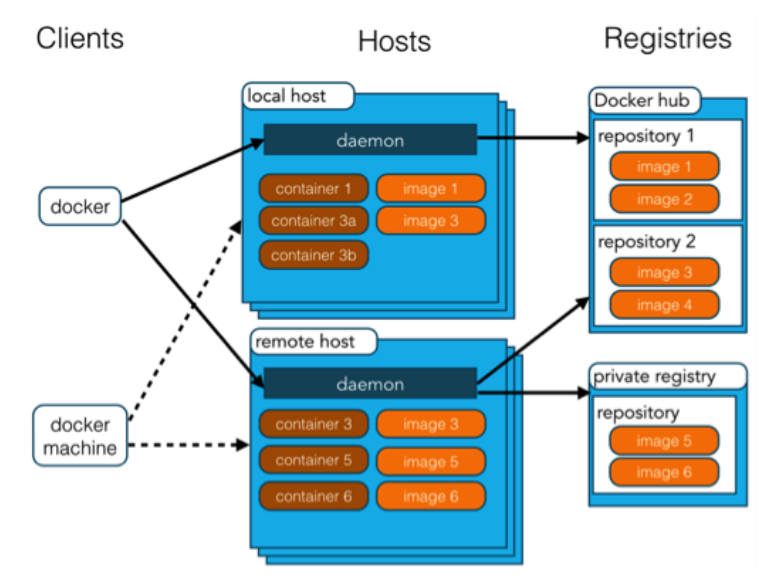 Clients
Hosts
Registries
local host
daemon
container 1
image 1
container 3a
image 3
container 3b
docker
docker
machine
remote host
daemon
container 3
image 3
container 5
image 5
container 6
image 6
Docker hub
repository 1
image 1
image 2
repository 2
image 3
image 4
private registry
repository
image 5
image 6